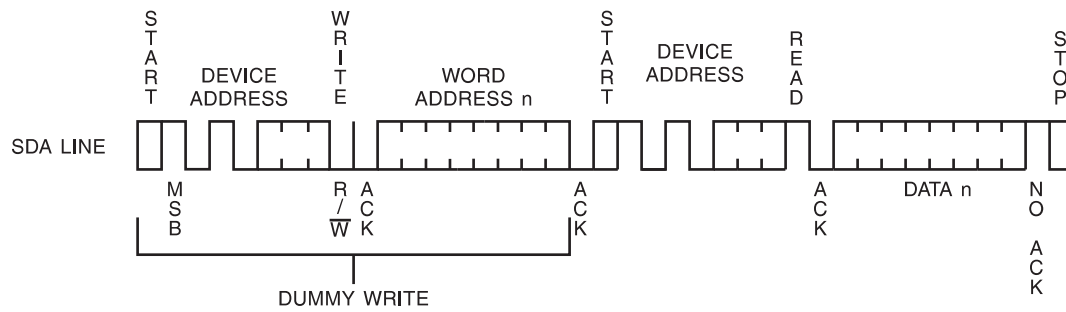 START
WRITE
START
READ
STOP
DEVICE
ADDRESS
WORD
ADDRESS n
DEVICE
ADDRESS
SDA LINE
MSB
R/W
ACK
ACK
ACK
DATA n
NO ACK
DUMMY WRITE